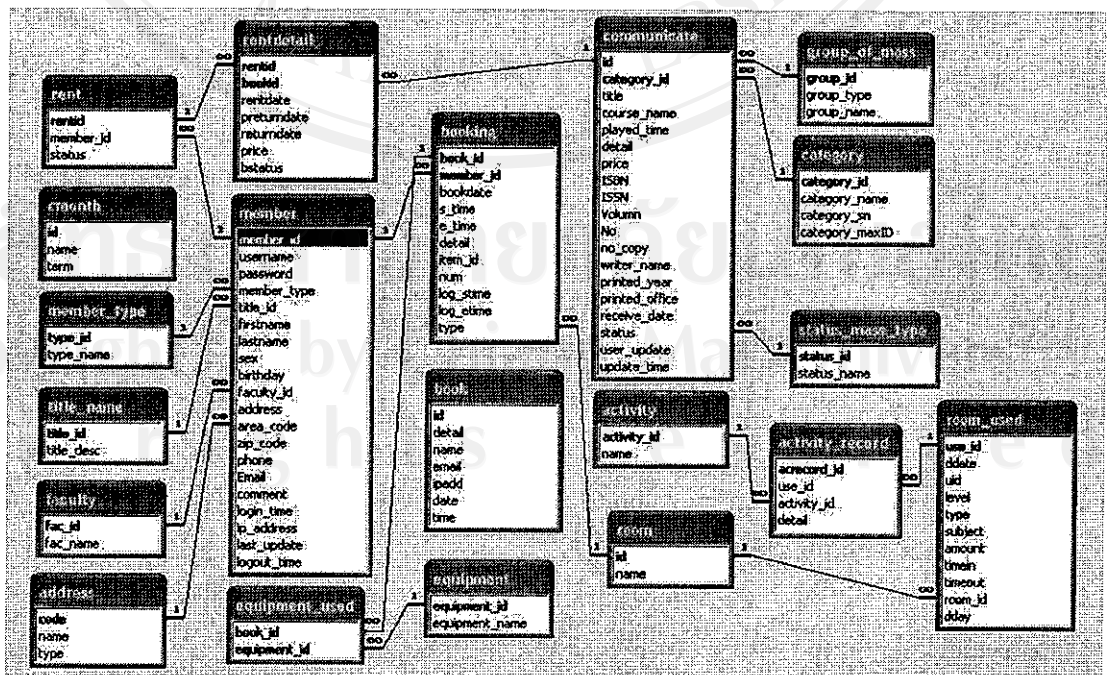 rentdetail
rentid
bookid
rentdate
preturndate
returndate
price
bstatus
rent
rentid
member_id
status
cmonth
id
name
term
member_type
type_id
type_name
title_name
title_id
title_desc
faculty
fac_id
fac_name
address
code
name
type
member
member_id
username
password
member_type
title_id
firstname
lastname
sex
birthday
faculty_id
address
area_code
zip_code
phone
Email
comment
login_time
ip_address
last_update
logout_time
equipment_used
book_id
equipment_id
booking
book_id
member_id
bookdate
s_time
e_time
detail
item_id
num
log_stime
log_etime
type
book
id
detail
name
email
ipadd
date
time
equipment
equipment_id
equipment_name
communicate
id
category_id
title
course_name
played_time
detail
price
ISBN
ISSN
Volumn
No
no_copy
writer_name
printed_year
printed_office
receive_date
status
user_update
update_time
group_of_mass
group_id
group_type
group_name
category
category_id
category_name
category_sn
category_maxID
status_mass_type
status_id
status_name
activity
activity_id
name
activity_record
acrecord_id
use_id
activity_id
detail
room
id
name
room_used
use_id
ddate
uid
level
type
subject
amount
timein
timeout
room_id
dday